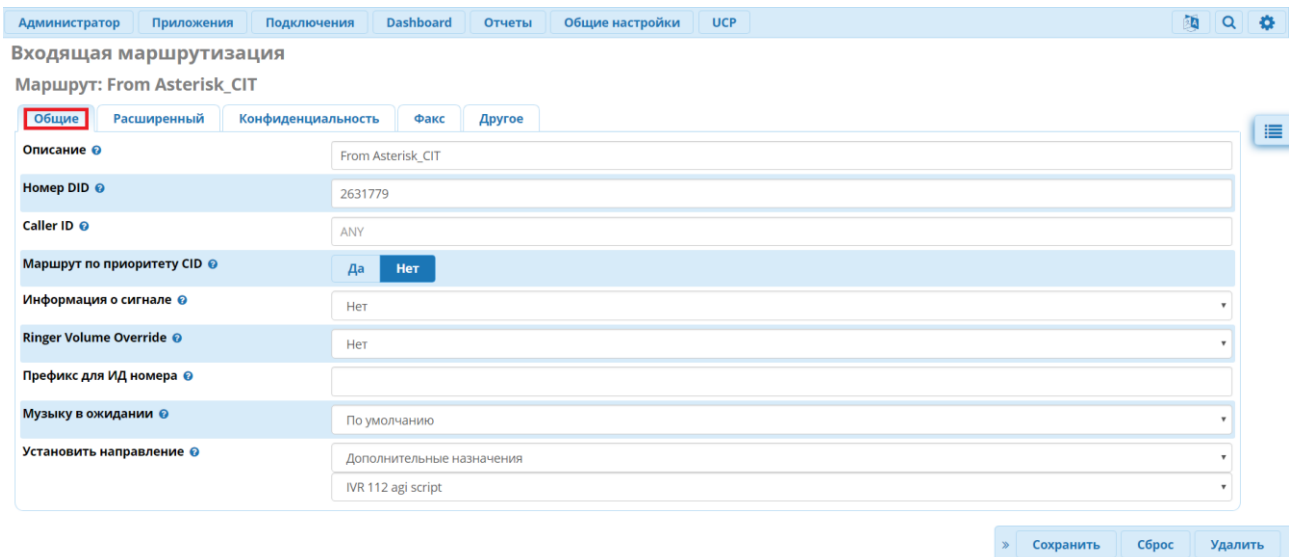 Администратор Приложения Подключения Dashboard Отчеты Общие настройки UCP
Входящая маршрутизация
Маршрут: From Asterisk_CIT
Общие Расширенный Конфиденциальность Факс Другое
Описание From Asterisk_CIT
Номер DID 2631779
Caller ID ANY
Маршрут по приоритету CID Да Нет
Информация о сигнале Нет
Ringer Volume Override Нет
Префикс для ИД номера
Музыку в ожидании По умолчанию
Установить направление Дополнительные назначения
IVR 112 agi script
» Сохранить Сброс Удалить